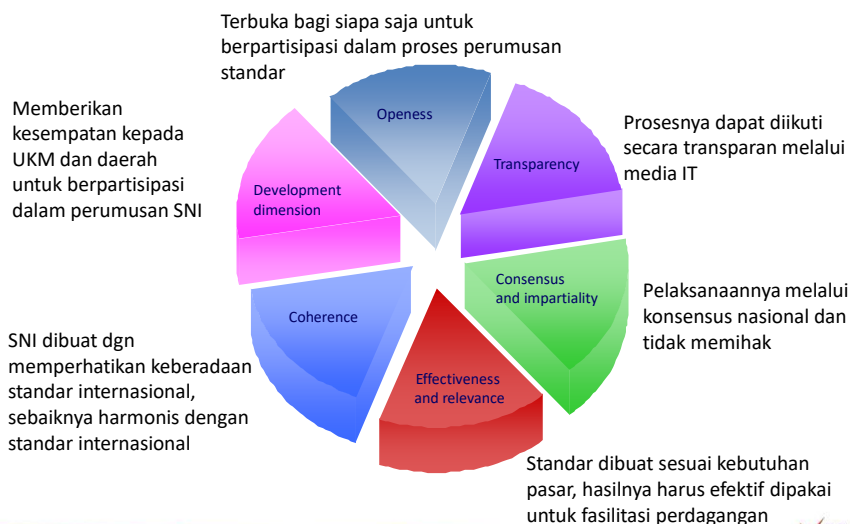 Terbuka bagi siapa saja untuk
berpartisipasi dalam proses perumusan
standar
Openess
Transparency
Prosesnya dapat diikuti
secara transparan melalui
media IT
Consensus
and impartiality
Pelaksanaannya melalui
konsensus nasional dan
tidak memihak
Effectiveness
and relevance
Standar dibuat sesuai kebutuhan
pasar, hasilnya harus efektif dipakai
untuk fasilitasi perdagangan
Coherence
SNI dibuat dgn
memperhatikan keberadaan
standar internasional,
sebaiknya harmonis dengan
standar internasional
Development
dimension
Memberikan
kesempatan kepada
UKM dan daerah
untuk berpartisipasi
dalam perumusan SNI